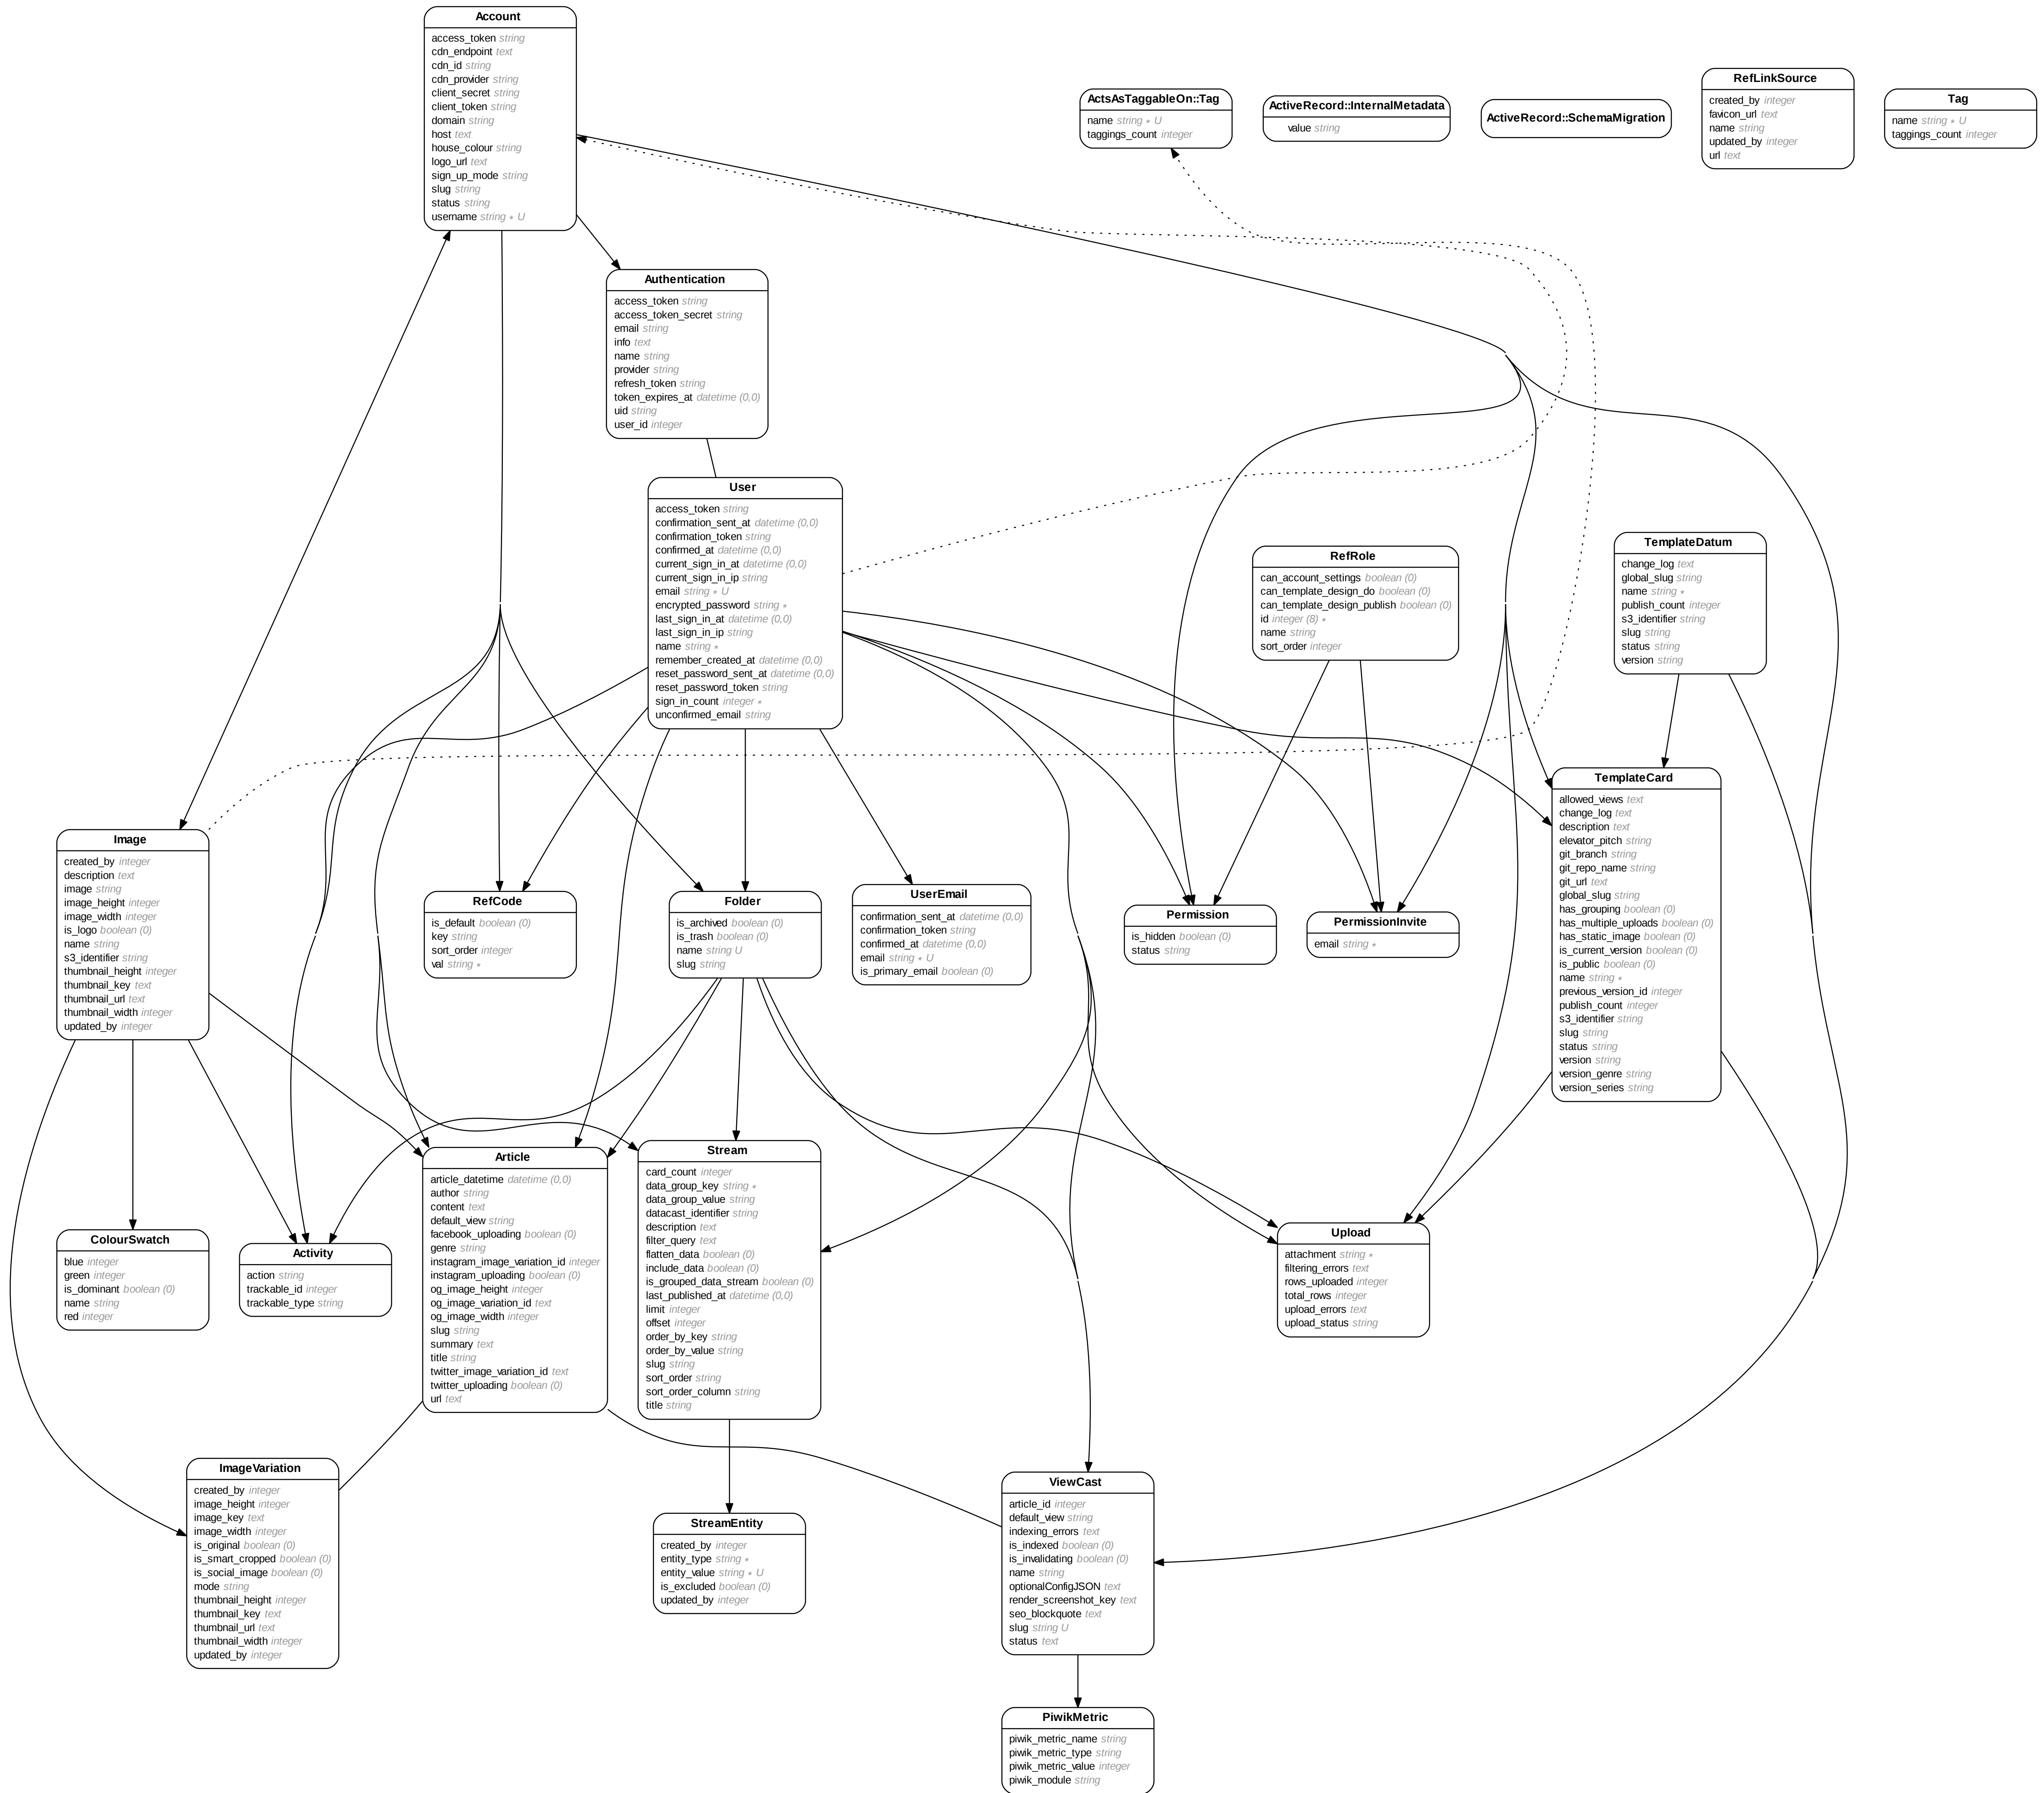 Account
access_token string
cdn_endpoint text
cdn_id string
cdn_provider string
client_secret string
client_token string
domain string
host text
house_colour string
logo_url text
sign_up_mode string
slug string
status string
username string ∗ U
ActsAsTaggableOn::Tag
name string ∗ U
taggings_count integer
ActiveRecord::InternalMetadata
value string
ActiveRecord::SchemaMigration
RefLinkSource
created_by integer
favicon_url text
name string
updated_by integer
url text
Tag
name string ∗ U
taggings_count integer
Authentication
access_token string
access_token_secret string
email string
info text
name string
provider string
refresh_token string
token_expires_at datetime (0,0)
uid string
user_id integer
User
access_token string
confirmation_sent_at datetime (0,0)
confirmation_token string
confirmed_at datetime (0,0)
current_sign_in_at datetime (0,0)
current_sign_in_ip string
email string ∗ U
encrypted_password string ∗
last_sign_in_at datetime (0,0)
last_sign_in_ip string
name string ∗
remember_created_at datetime (0,0)
reset_password_sent_at datetime (0,0)
reset_password_token string
sign_in_count integer ∗
unconfirmed_email string
RefRole
can_account_settings boolean (0)
can_template_design_do boolean (0)
can_template_design_publish boolean (0)
id integer (8) ∗
name string
sort_order integer
TemplateDatum
change_log text
global_slug string
name string ∗
publish_count integer
s3_identifier string
slug string
status string
version string
TemplateCard
allowed_views text
change_log text
description text
elevator_pitch string
git_branch string
git_repo_name string
git_url text
global_slug string
has_grouping boolean (0)
has_multiple_uploads boolean (0)
has_static_image boolean (0)
is_current_version boolean (0)
is_public boolean (0)
name string ∗
previous_version_id integer
publish_count integer
s3_identifier string
slug string
status string
version string
version_genre string
version_series string
Image
created_by integer
description text
image string
image_height integer
image_width integer
is_logo boolean (0)
name string
s3_identifier string
thumbnail_height integer
thumbnail_key text
thumbnail_url text
thumbnail_width integer
updated_by integer
RefCode
is_default boolean (0)
key string
sort_order integer
val string ∗
Folder
is_archived boolean (0)
is_trash boolean (0)
name string U
slug string
UserEmail
confirmation_sent_at datetime (0,0)
confirmation_token string
confirmed_at datetime (0,0)
email string ∗ U
is_primary_email boolean (0)
Permission
is_hidden boolean (0)
status string
PermissionInvite
email string ∗
ColourSwatch
blue integer
green integer
is_dominant boolean (0)
name string
red integer
Activity
action string
trackable_id integer
trackable_type string
Article
article_datetime datetime (0,0)
author string
content text
default_view string
facebook_uploading boolean (0)
genre string
instagram_image_variation_id integer
instagram_uploading boolean (0)
og_image_height integer
og_image_variation_id text
og_image_width integer
slug string
summary text
title string
twitter_image_variation_id text
twitter_uploading boolean (0)
url text
Stream
card_count integer
data_group_key string ∗
data_group_value string
datacast_identifier string
description text
filter_query text
flatten_data boolean (0)
include_data boolean (0)
is_grouped_data_stream boolean (0)
last_published_at datetime (0,0)
limit integer
offset integer
order_by_key string
order_by_value string
slug string
sort_order string
sort_order_column string
title string
Upload
attachment string ∗
filtering_errors text
rows_uploaded integer
total_rows integer
upload_errors text
upload_status string
ImageVariation
created_by integer
image_height integer
image_key text
image_width integer
is_original boolean (0)
is_smart_cropped boolean (0)
is_social_image boolean (0)
mode string
thumbnail_height integer
thumbnail_key text
thumbnail_url text
thumbnail_width integer
updated_by integer
StreamEntity
created_by integer
entity_type string ∗
entity_value string ∗ U
is_excluded boolean (0)
updated_by integer
ViewCast
article_id integer
default_view string
indexing_errors text
is_indexed boolean (0)
is_invalidating boolean (0)
name string
optionalConfigJSON text
render_screenshot_key text
seo_blockquote text
slug string U
status text
PiwikMetric
piwik_metric_name string
piwik_metric_type string
piwik_metric_value integer
piwik_module string